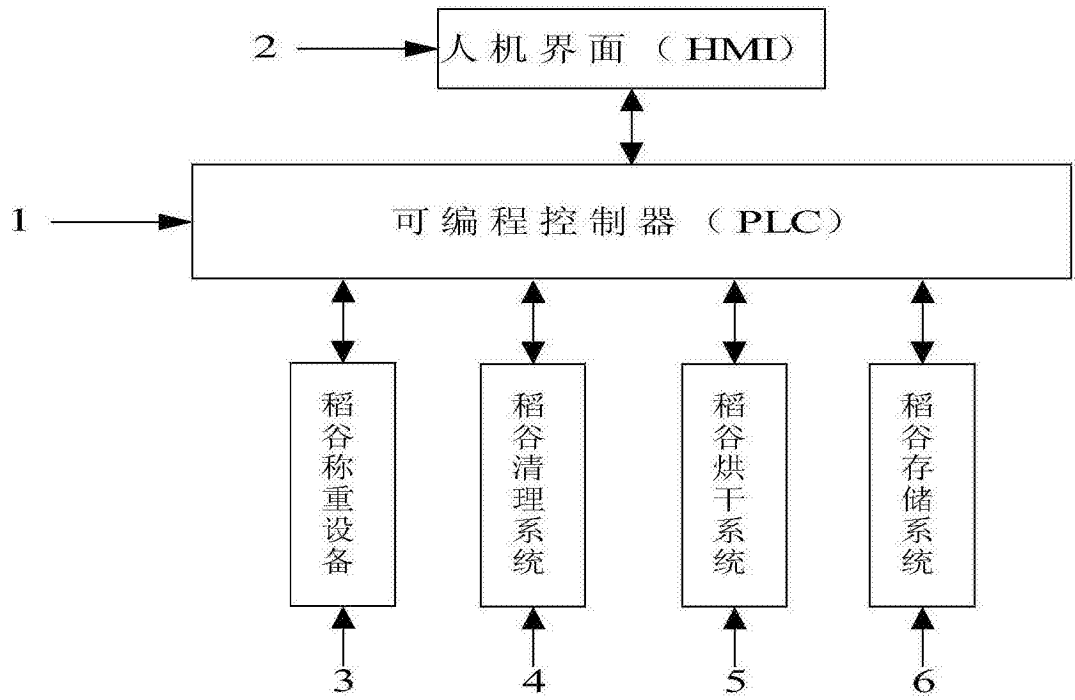 2
人机界面（HMI）
1
可编程控制器（PLC）
稻谷称重设备
稻谷清理系统
稻谷烘干系统
稻谷存储系统
3
4
5
6